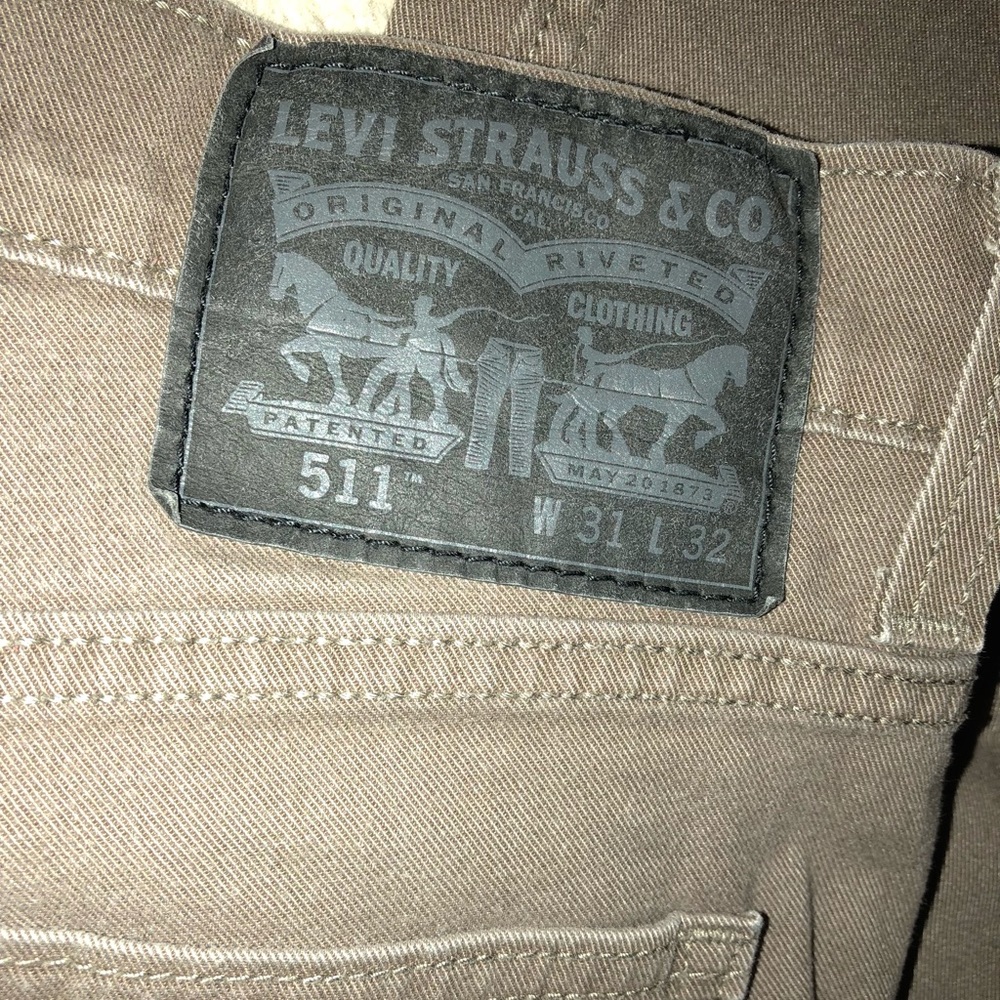 LEVI STRAUSS & CO.
SAN FRANCISCO
CAL.
ORIGINAL RIVETED
QUALITY CLOTHING
PATENTED MAY 20 1873
511™ W 31 L 32